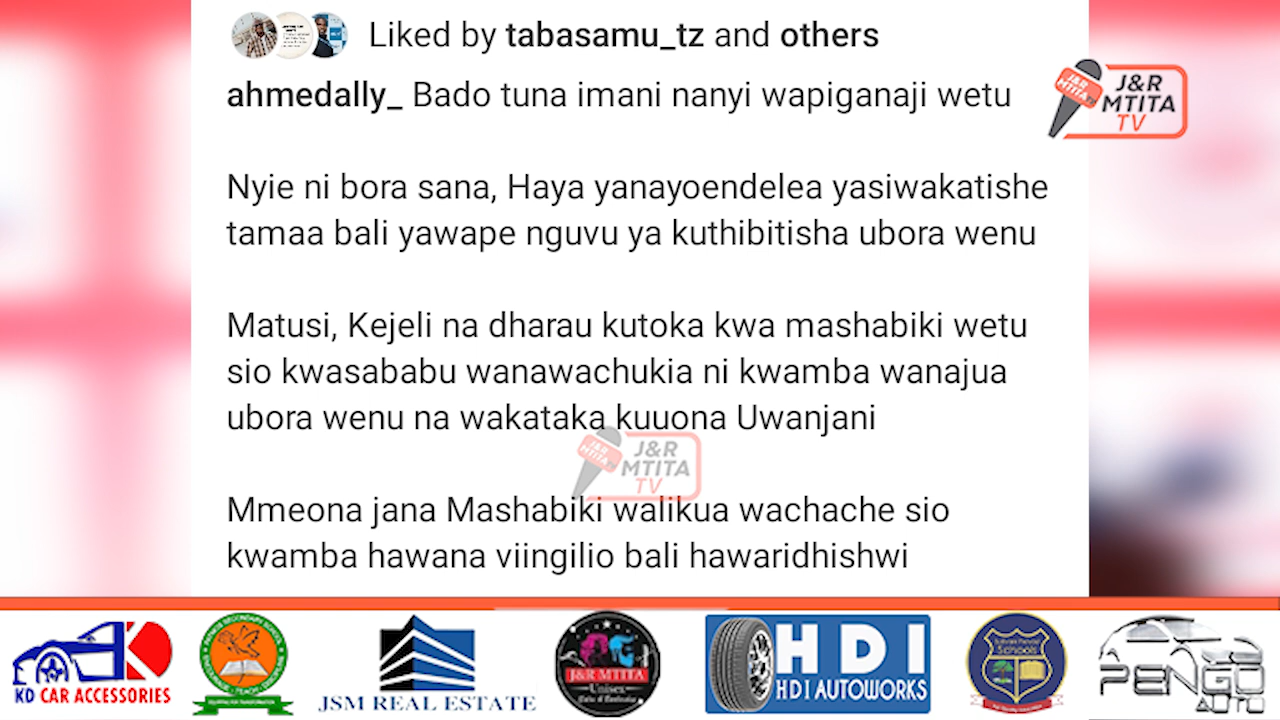 Liked by tabasamu_tz and others
ahmedally_ Bado tuna imani nanyi wapiganaji wetu
Nyie ni bora sana, Haya yanayoendelea yasiwakatishe
tamaa bali yawape nguvu ya kuthibitisha ubora wenu
Matusi, Kejeli na dharau kutoka kwa mashabiki wetu
sio kwasababu wanawachukia ni kwamba wanajua
ubora wenu na wakataka kuuona Uwanjani
Mmeona jana Mashabiki walikua wachache sio
kwamba hawana viingilio bali hawaridhishwi
J&R
MTITA
TV
J&R
MTITA
TV
KD CAR ACCESSORIES
JSM REAL ESTATE
J&R MTITA
Unisex
HDI
HDI AUTOWORKS
Schools
A PENGO
AUTO